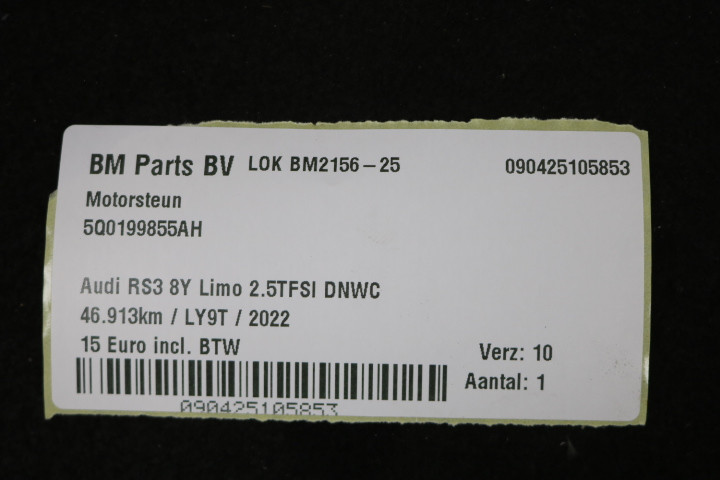 BM Parts BV LOK BM2156-25 090425105853
Motorsteun
5Q0199855AH
Audi RS3 8Y Limo 2.5TFSI DNWC
46.913km / LY9T / 2022
15 Euro incl. BTW
Verz: 10
Aantal: 1
090425105853